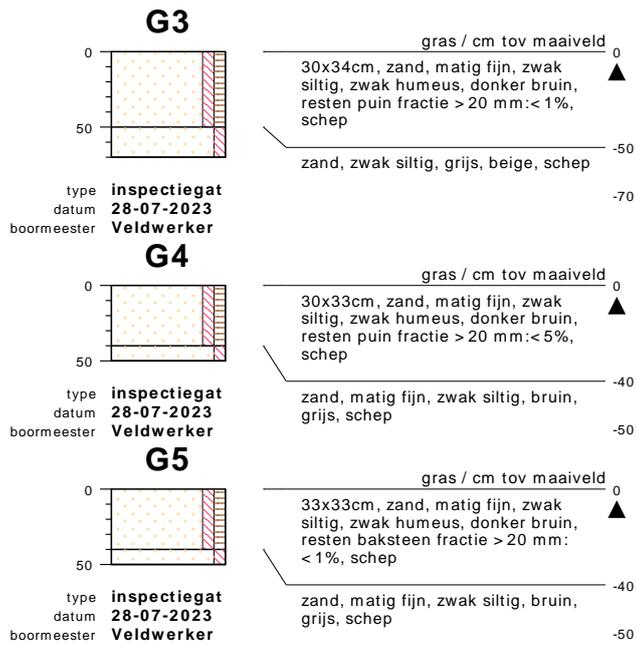 G3
gras / cm tov maaiveld
0
0
30x34cm, zand, matig fijn, zwak
siltig, zwak humeus, donker bruin,
resten puin fractie > 20 mm:< 1%,
schep
50
-50
zand, zwak siltig, grijs, beige, schep
-70
type inspectiegat
datum 28-07-2023
boormeester Veldwerker
G4
gras / cm tov maaiveld
0
0
30x33cm, zand, matig fijn, zwak
siltig, zwak humeus, donker bruin,
resten puin fractie > 20 mm:< 5%,
schep
50
-40
zand, matig fijn, zwak siltig, bruin,
grijs, schep
-50
type inspectiegat
datum 28-07-2023
boormeester Veldwerker
G5
gras / cm tov maaiveld
0
0
33x33cm, zand, matig fijn, zwak
siltig, zwak humeus, donker bruin,
resten baksteen fractie > 20 mm:
< 1%, schep
50
-40
zand, matig fijn, zwak siltig, bruin,
grijs, schep
-50
type inspectiegat
datum 28-07-2023
boormeester Veldwerker